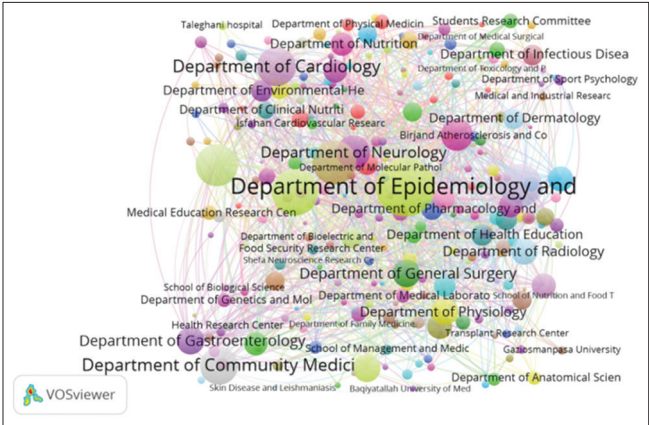 Taleghani hospital
Department of Physical Medicin
Students Research Committee
Department of Medical Surgical
Department of Nutrition
Department of Infectious Disea
Department of Cardiology
Department of Toxicology and P
Department of Sport Psychology
Department of Environmental He
Medical and Industrial Researc
Department of Clinical Nutriti
Department of Dermatology
Isfahan Cardiovascular Researc
Birjand Atherosclerosis and Co
Department of Neurology
Department of Molecular Pathol
Department of Epidemiology and
Medical Education Research Cen
Department of Pharmacology and
Department of Bioelectric and
Department of Health Education
Food Security Research Center
Department of Radiology
Shefa Neuroscience Research Ce
Department of General Surgery
School of Biological Science
Department of Genetics and Mol
Department of Medical Laborato
School of Nutrition and Food T
Department of Physiology
Health Research Center
Department of Family Medicine
Transplant Research Center
Department of Gastroenterology
School of Management and Medic
Gaziosmanpasa University
Department of Community Medici
Department of Anatomical Scien
Skin Disease and Leishmaniasis
Baqiyatallah University of Med
VOSviewer